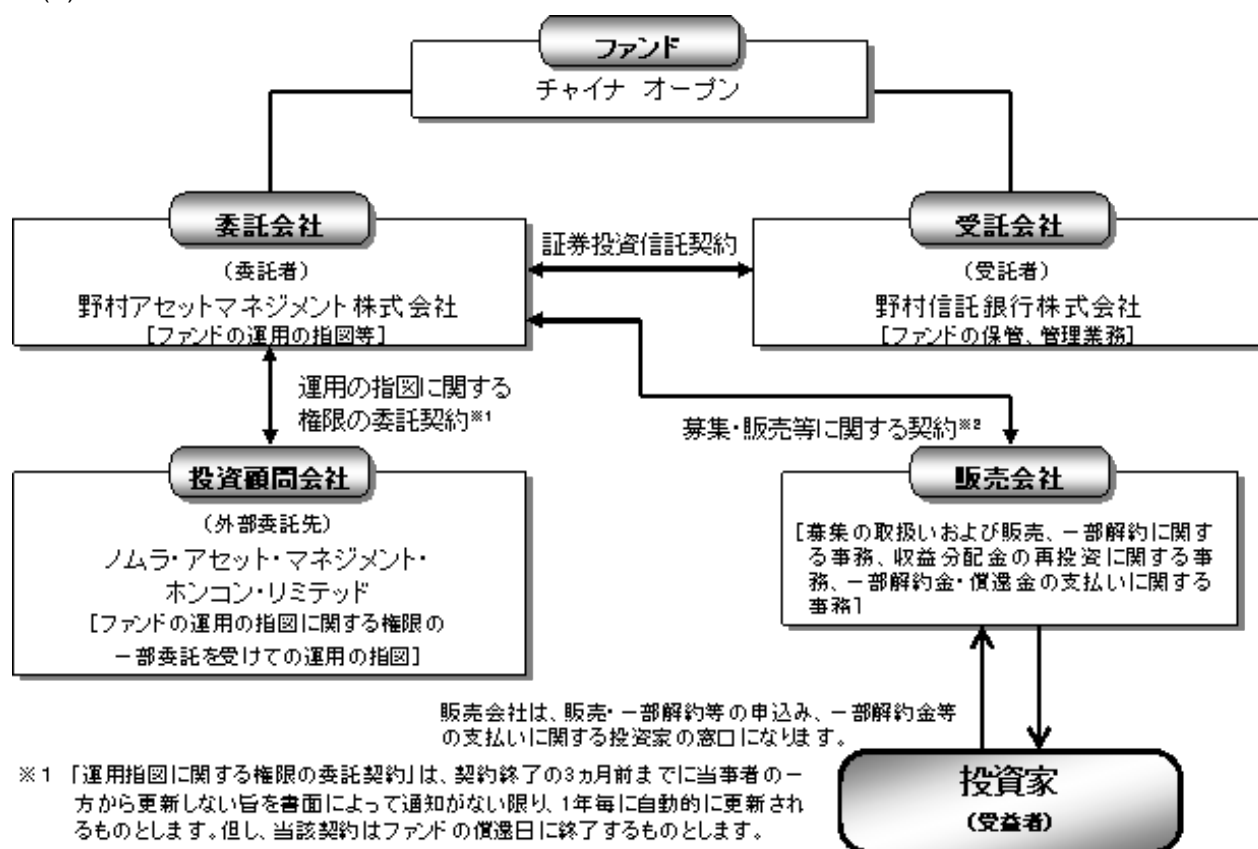 ファンド
チャイナ オープン
委託会社
(委託者)
野村アセットマネジメント株式会社
[ファンドの運用の指図等]
証券投資信託契約
受託会社
(受託者)
野村信託銀行株式会社
[ファンドの保管、管理業務]
運用の指図に関する
権限の委託契約※1
募集・販売等に関する契約※2
投資顧問会社
(外部委託先)
ノムラ・アセット・マネジメント・
ホンコン・リミテッド
[ファンドの運用の指図に関する権限の
一部委託を受けての運用の指図]
販売会社
[募集の取扱いおよび販売、一部解約に関す
る事務、収益分配金の再投資に関する事
務、一部解約金・償還金の支払いに関する
事務]
販売会社は、販売・一部解約等の申込み、一部解約金等
の支払いに関する投資家の窓口になります。
投資家
(受益者)
※1 「運用指図に関する権限の委託契約」は、契約終了の3ヵ月前までに当事者の一
方から更新しない旨を書面によって通知がない限り、1年毎に自動的に更新され
るものとします。但し、当該契約はファンドの償還日に終了するものとします。